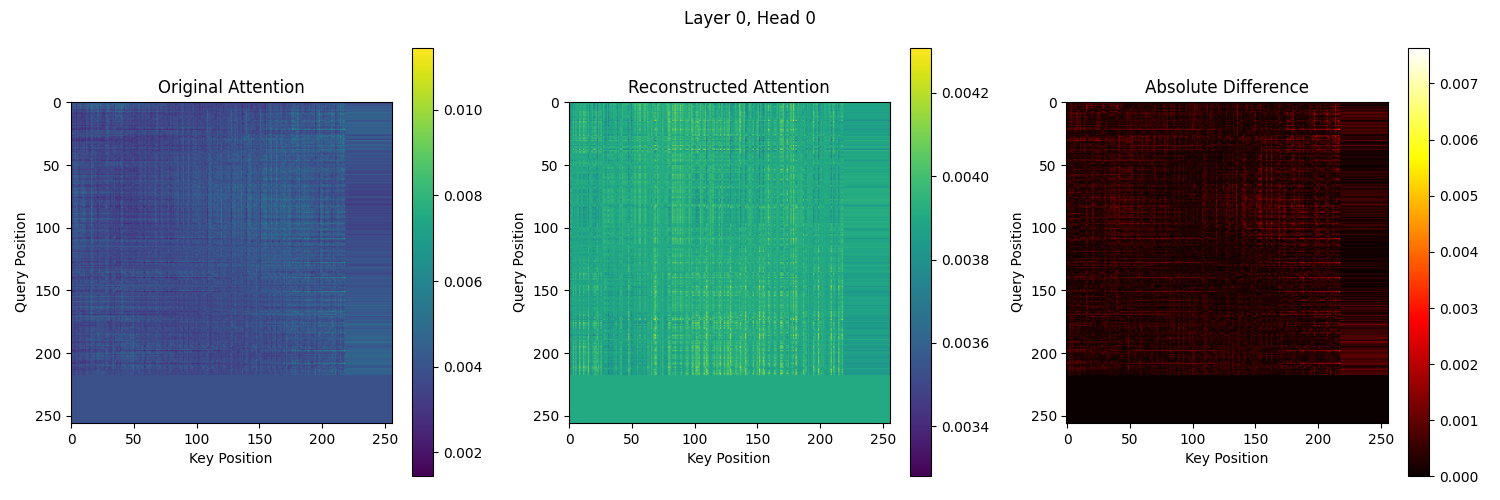 Layer 0, Head 0
Original Attention
0
50
100
150
200
250
0 50 100 150 200 250
Query Position
Key Position
0.010
0.008
0.006
0.004
0.002
Reconstructed Attention
0
50
100
150
200
250
0 50 100 150 200 250
Query Position
Key Position
0.0042
0.0040
0.0038
0.0036
0.0034
Absolute Difference
0
50
100
150
200
250
0 50 100 150 200 250
Query Position
Key Position
0.007
0.006
0.005
0.004
0.003
0.002
0.001
0.000